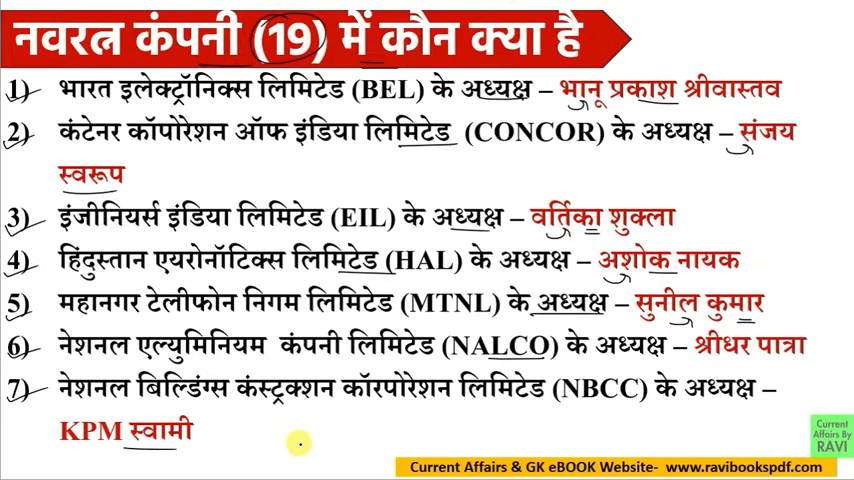 नवरत्न कंपनी (19) में कौन क्या है
1) भारत इलेक्ट्रॉनिक्स लिमिटेड (BEL) के अध्यक्ष – भानू प्रकाश श्रीवास्तव
2) कंटेनर कॉपोरेशन ऑफ इंडिया लिमिटेड (CONCOR) के अध्यक्ष – संजय
स्वरूप
3) इंजीनियर्स इंडिया लिमिटेड (EIL) के अध्यक्ष – वर्तिका शुक्ला
4) हिंदुस्तान एयरोनॉटिक्स लिमिटेड (HAL) के अध्यक्ष – अशोक नायक
5) महानगर टेलीफोन निगम लिमिटेड (MTNL) के अध्यक्ष – सुनील कुमार
6) नेशनल एल्युमिनियम कंपनी लिमिटेड (NALCO) के अध्यक्ष – श्रीधर पात्रा
7) नेशनल बिल्डिंग्स कंस्ट्रक्शन कॉरपोरेशन लिमिटेड (NBCC) के अध्यक्ष –
KPM स्वामी
Current
Affairs By
RAVI
Current Affairs & GK eBOOK Website- www.ravibookspdf.com